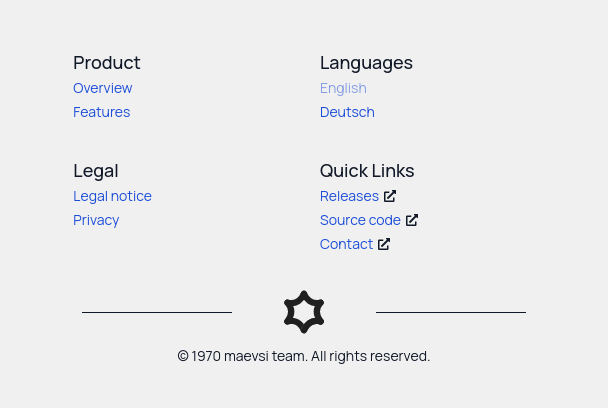 Product
Overview
Features
Languages
English
Deutsch
Legal
Legal notice
Privacy
Quick Links
Releases
Source code
Contact
© 1970 maevsi team. All rights reserved.